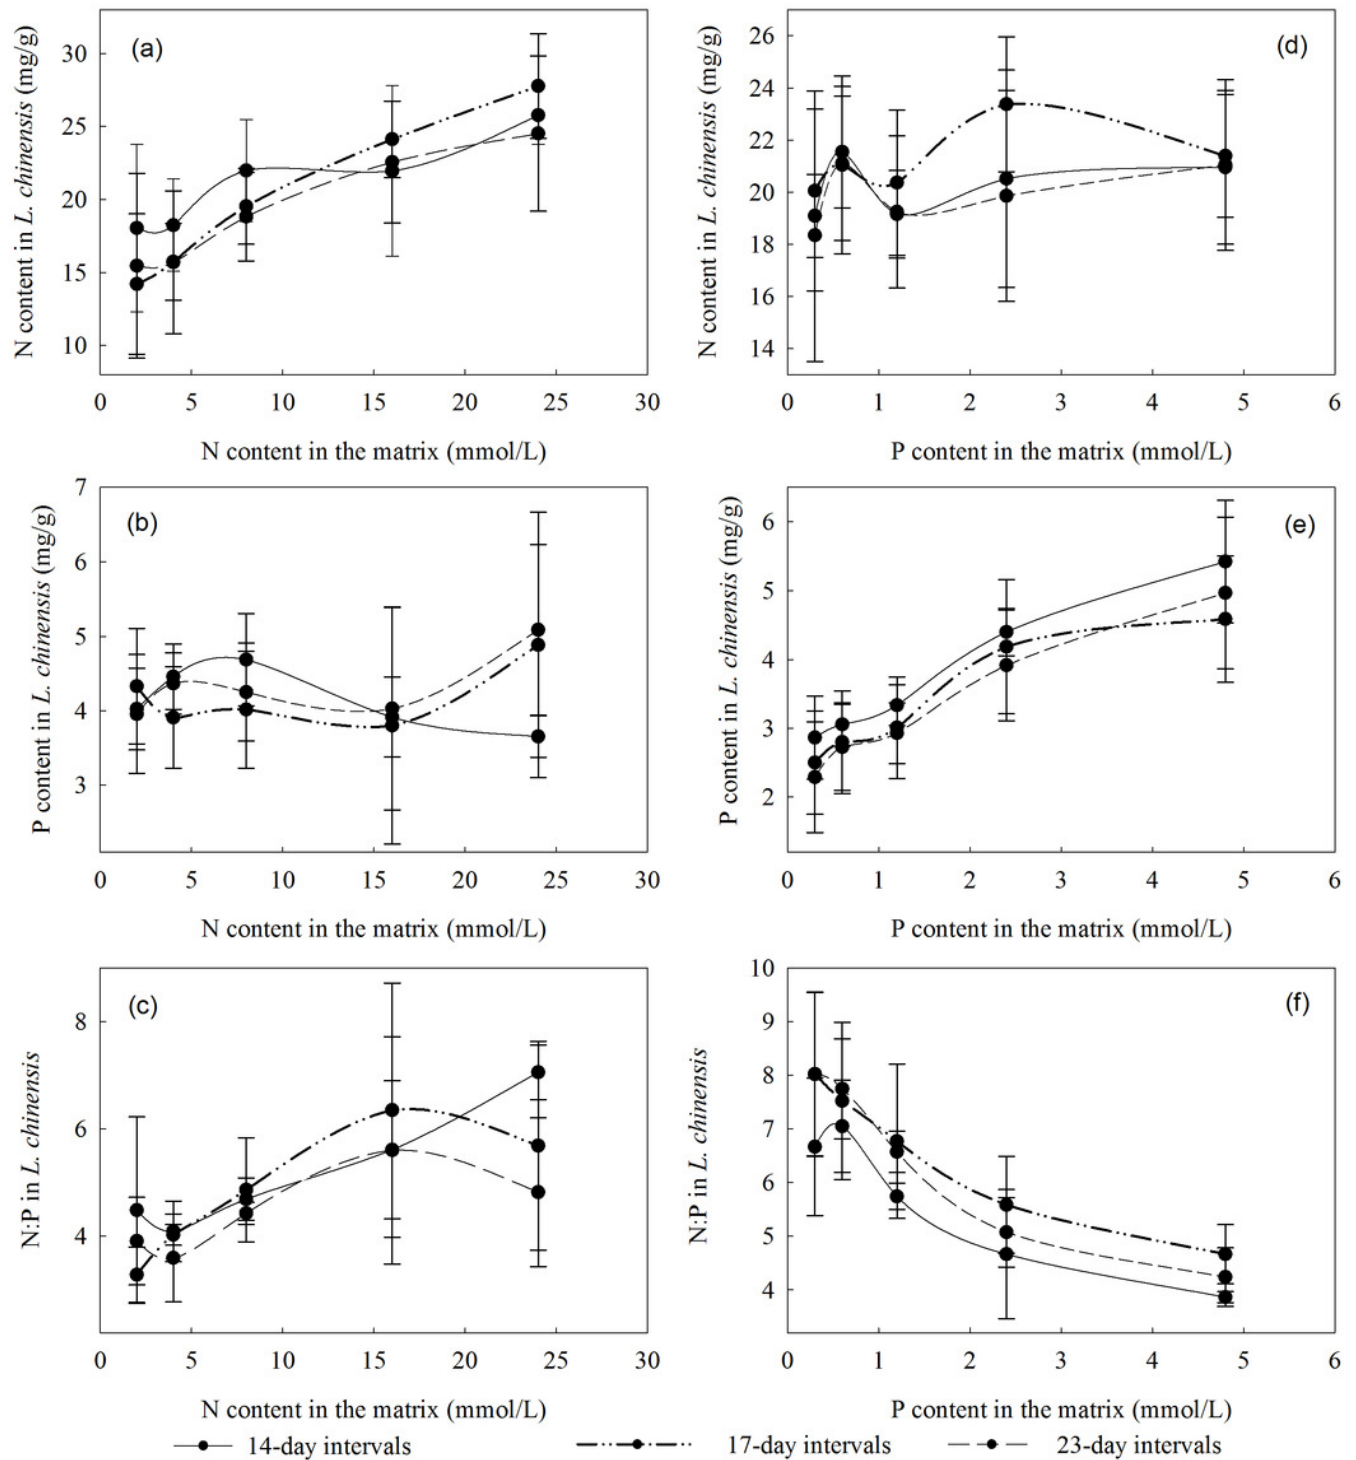 (a)
N content in L. chinensis (mg/g)
30
25
20
15
10
0 5 10 15 20 25 30
N content in the matrix (mmol/L)
(d)
N content in L. chinensis (mg/g)
26
24
22
20
18
16
14
0 1 2 3 4 5 6
P content in the matrix (mmol/L)
(b)
P content in L. chinensis (mg/g)
7
6
5
4
3
0 5 10 15 20 25 30
N content in the matrix (mmol/L)
(e)
P content in L. chinensis (mg/g)
6
5
4
3
2
0 1 2 3 4 5 6
P content in the matrix (mmol/L)
(c)
N:P in L. chinensis
8
6
4
0 5 10 15 20 25 30
N content in the matrix (mmol/L)
(f)
N:P in L. chinensis
10
9
8
7
6
5
4
0 1 2 3 4 5 6
P content in the matrix (mmol/L)
14-day intervals 17-day intervals 23-day intervals